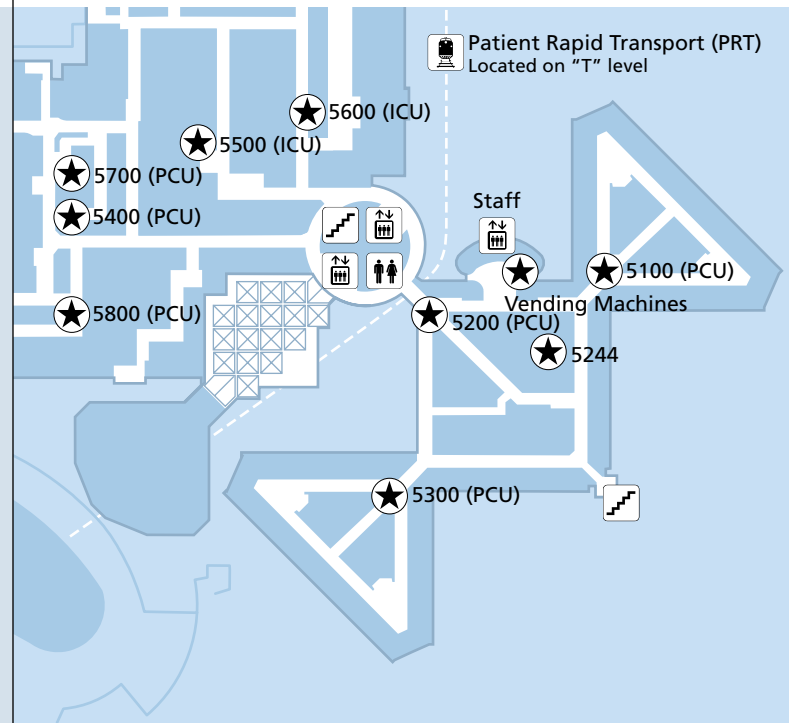 Patient Rapid Transport (PRT)
Located on "T" level
5600 (ICU)
5500 (ICU)
5700 (PCU)
5400 (PCU)
Staff
5100 (PCU)
Vending Machines
5800 (PCU)
5200 (PCU)
5244
5300 (PCU)